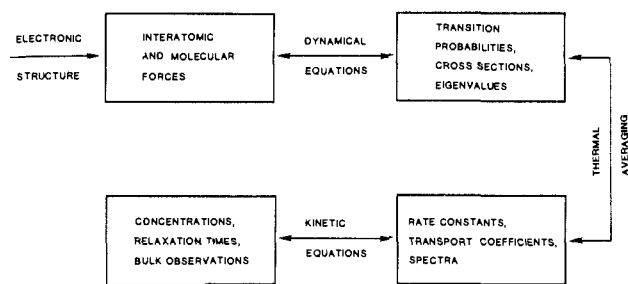 ELECTRONIC
STRUCTURE
INTERATOMIC
AND MOLECULAR
FORCES
DYNAMICAL
EQUATIONS
TRANSITION
PROBABILITIES,
CROSS SECTIONS,
EIGENVALUES
THERMAL
AVERAGING
CONCENTRATIONS,
RELAXATION TIMES,
BULK OBSERVATIONS
KINETIC
EQUATIONS
RATE CONSTANTS,
TRANSPORT COEFFICIENTS,
SPECTRA